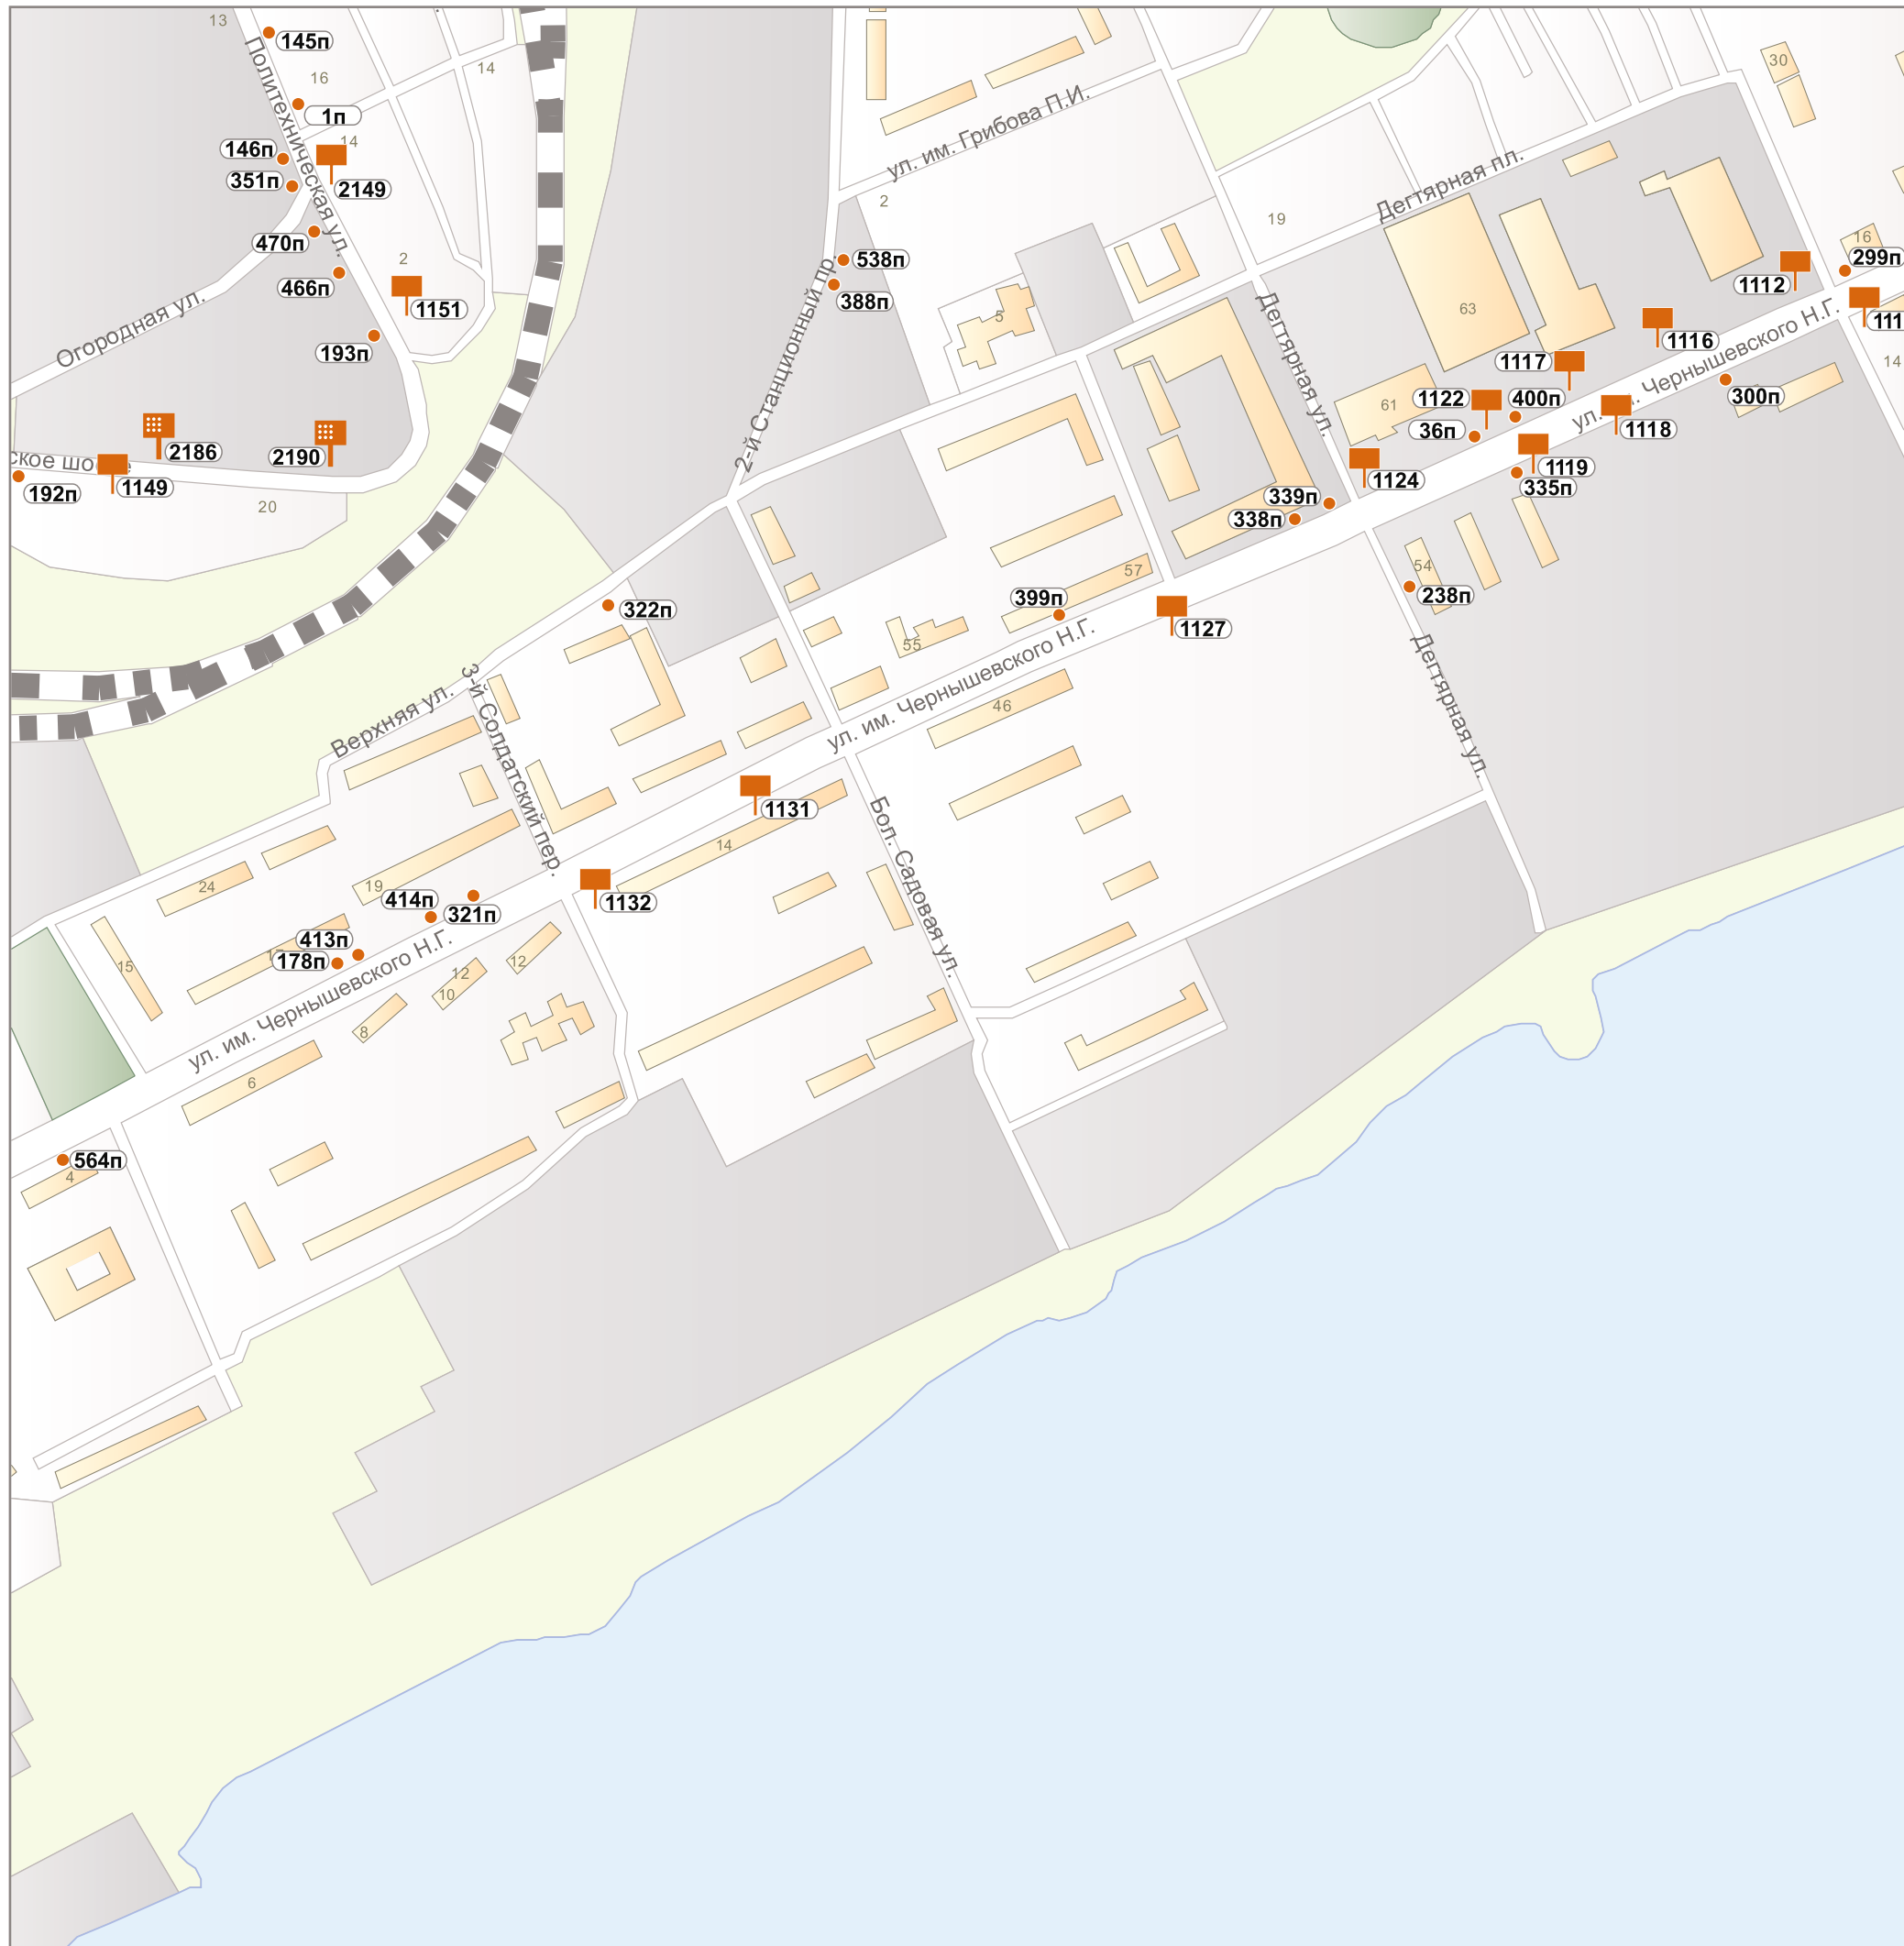 13
145п
Политехническая ул.
16
14
1п
14
146п
351п
2149
470п
466п
2
1151
193п
Огородная ул.
2186
2190
ское шоссе
1149
192п
20
ул. им. Грибова П.И.
2
538п
388п
2-й Станционный пр.
5
30
Дегтярная пл.
19
63
16
299п
1112
1116
111
14
1117
Дегтярная ул.
61
1122
400п
36п
300п
ул. им. Чернышевского Н.Г.
1118
1119
335п
1124
339п
338п
54
238п
57
399п
1127
55
322п
ул. им. Чернышевского Н.Г.
46
Дегтярная ул.
Верхняя ул.
3-й Солдатский пер.
1131
14
Бол. Садовая ул.
24
19
414п
321п
1132
413п
178п
15
12
12
10
8
ул. им. Чернышевского Н.Г.
6
564п
4